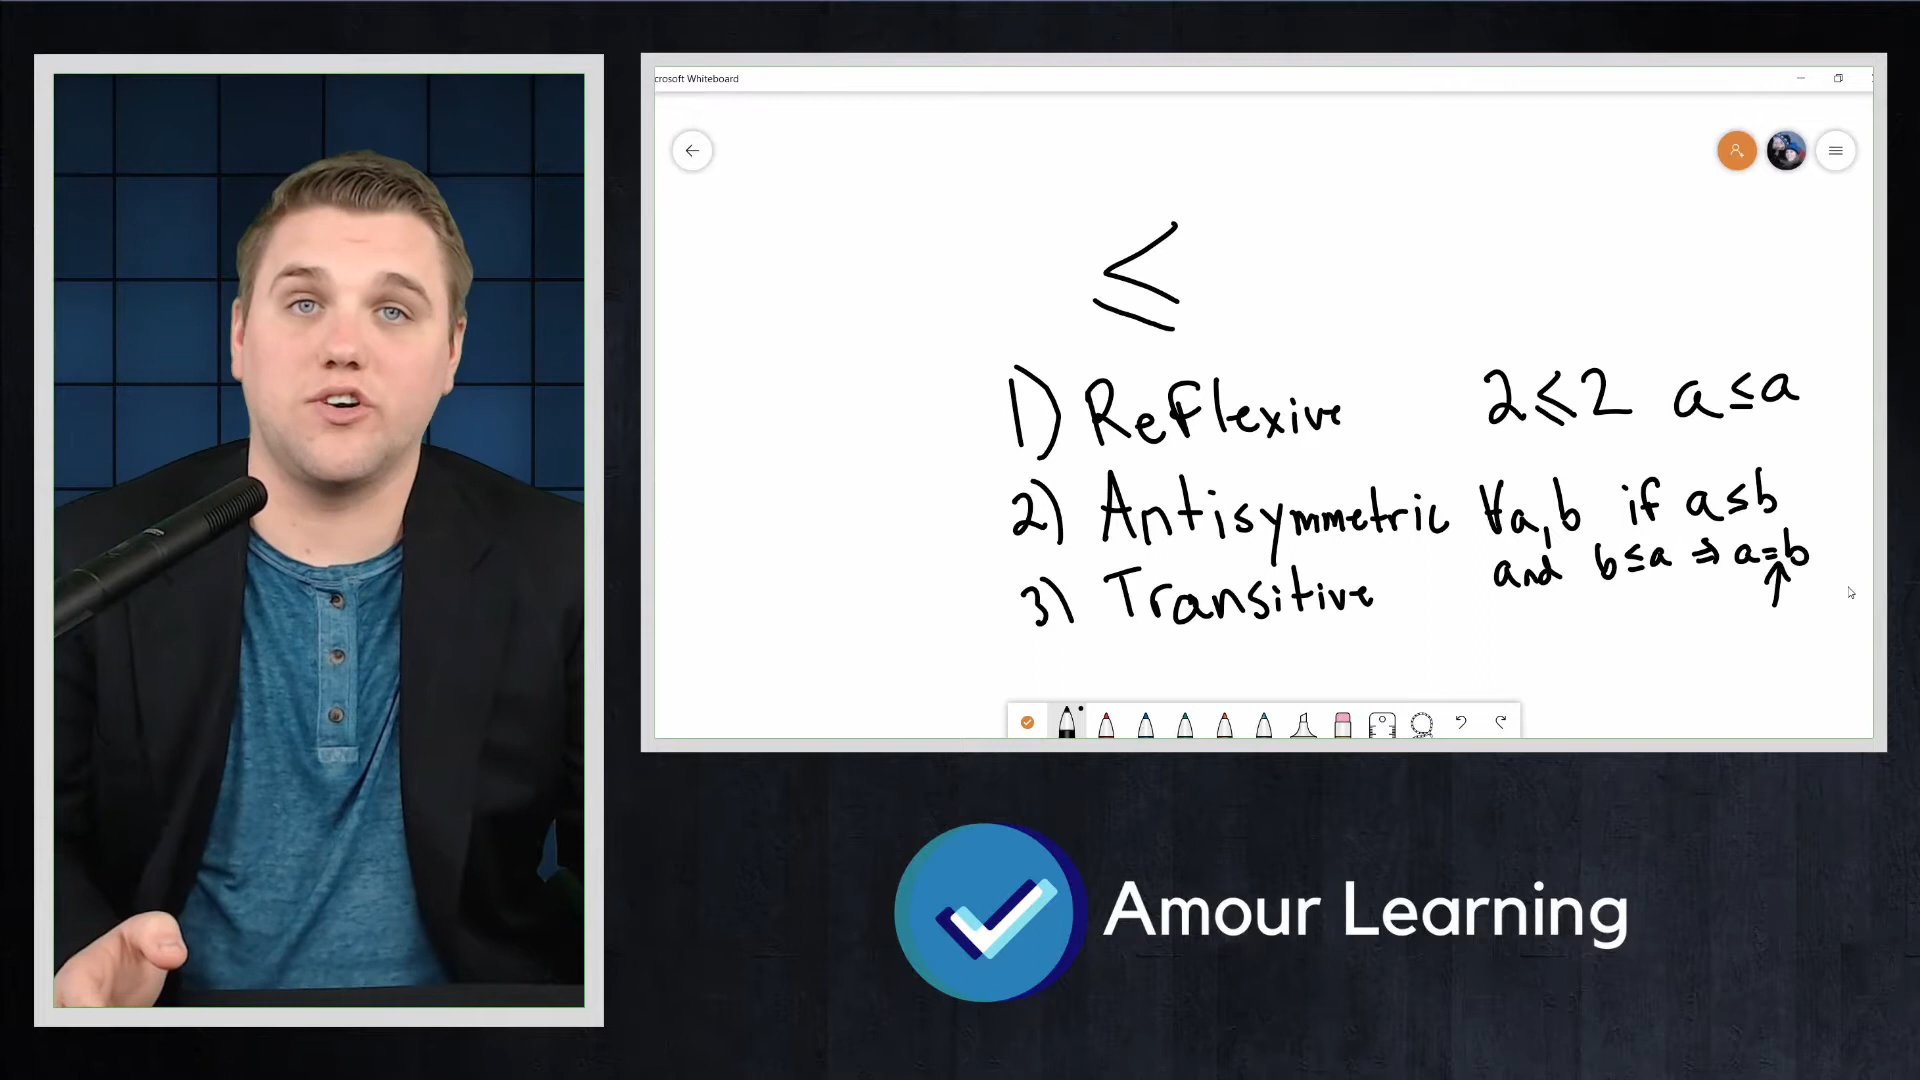 crosoft Whiteboard
≤
1) Reflexive 2≤2 a≤a
2) Antisymmetric ∀a,b if a≤b
and b≤a ⇒ a=b
↑
3) Transitive
Amour Learning